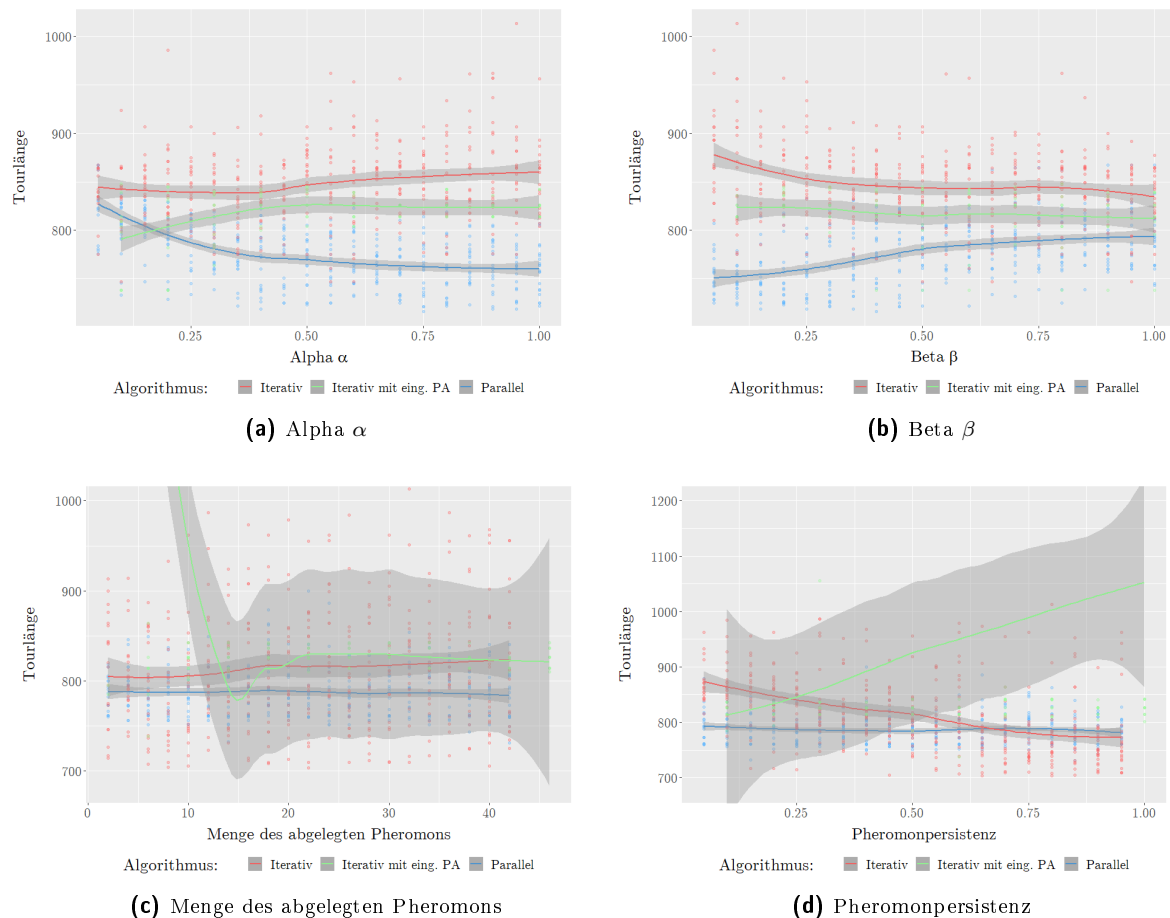 1000
900
800
Tourlänge
0.25 0.50 0.75 1.00
Alpha α
Algorithmus: Iterativ Iterativ mit eing. PA Parallel
(a) Alpha α
1000
900
800
Tourlänge
0.25 0.50 0.75 1.00
Beta β
Algorithmus: Iterativ Iterativ mit eing. PA Parallel
(b) Beta β
1000
900
800
700
Tourlänge
0 10 20 30 40
Menge des abgelegten Pheromons
Algorithmus: Iterativ Iterativ mit eing. PA Parallel
(c) Menge des abgelegten Pheromons
1200
1100
1000
900
800
700
Tourlänge
0.25 0.50 0.75 1.00
Pheromonpersistenz
Algorithmus: Iterativ Iterativ mit eing. PA Parallel
(d) Pheromonpersistenz